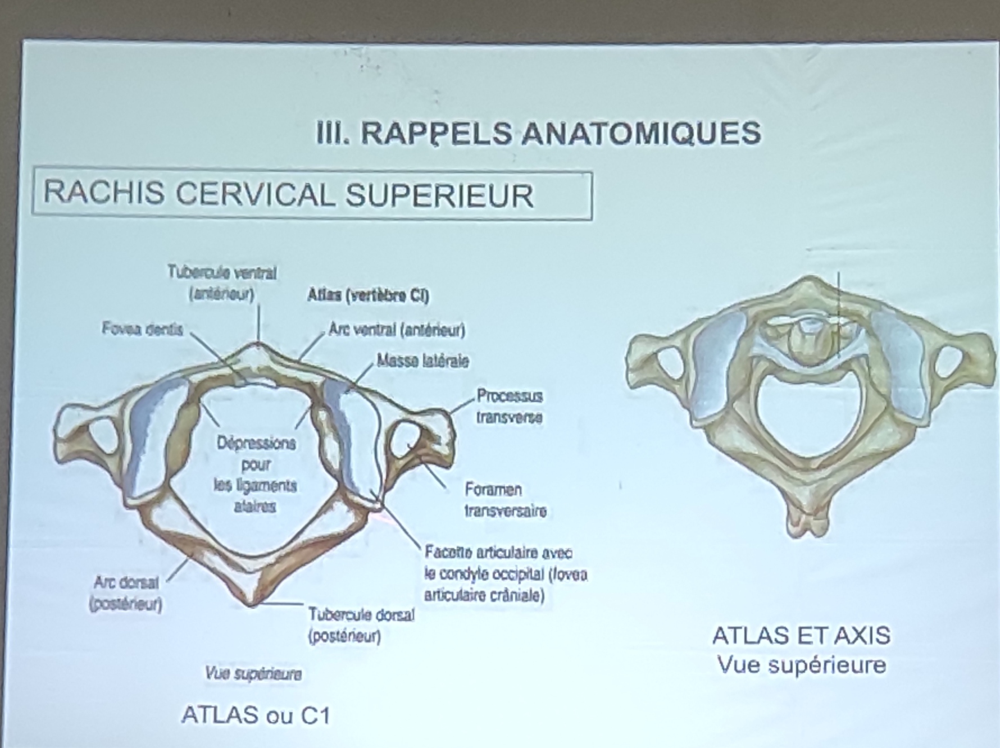 III. RAPPELS ANATOMIQUES
RACHIS CERVICAL SUPERIEUR
Tubercule ventral
(antérieur)
Atlas (vertèbre CI)
Fovea dentis
Arc ventral (antérieur)
Masse latérale
Processus
transverse
Dépressions
pour
les ligaments
alaires
Foramen
transversaire
Facette articulaire avec
le condyle occipital (fovea
articulaire crâniale)
Arc dorsal
(postérieur)
Tubercule dorsal
(postérieur)
Vue supérieure
ATLAS ou C1
ATLAS ET AXIS
Vue supérieure